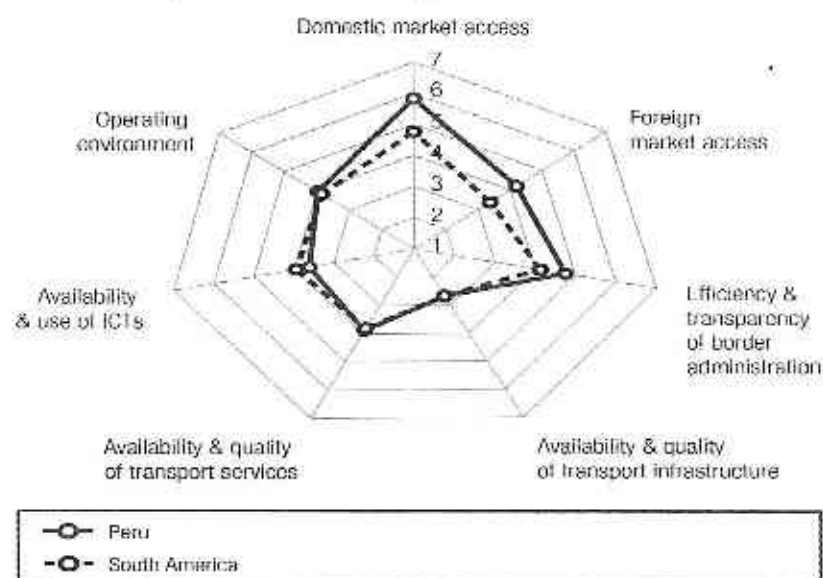 Domestic market access
7
6
4
3
2
1
Operating
environment
Foreign
market access
Availability
& use of ICTs
Efficiency &
transparency
of border
administration
Availability & quality
of transport services
Availability & quality
of transport infrastructure
Peru
South America